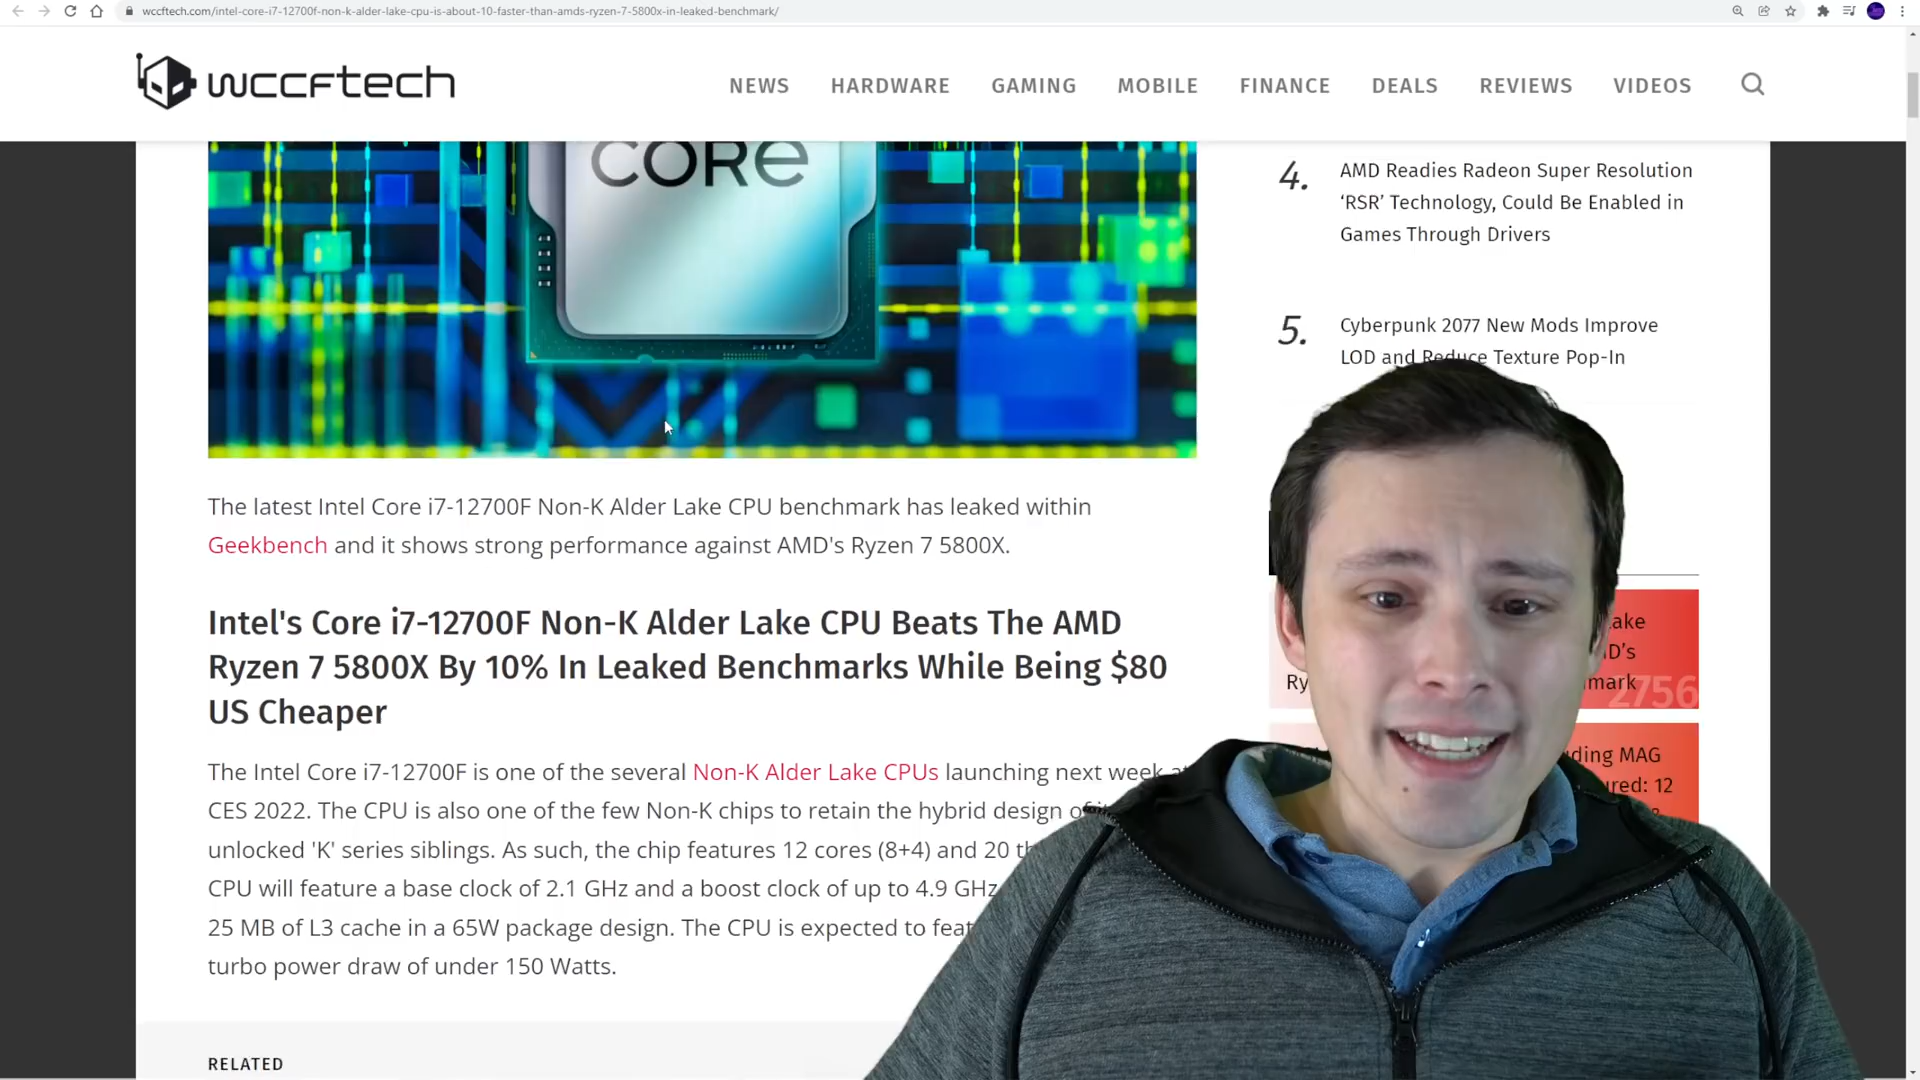 wccftech.com/intel-core-i7-12700f-non-k-alder-lake-cpu-is-about-10-faster-than-amds-ryzen-7-5800x-in-leaked-benchmark/
wccftech
NEWS HARDWARE GAMING MOBILE FINANCE DEALS REVIEWS VIDEOS
CORE
4. AMD Readies Radeon Super Resolution
‘RSR’ Technology, Could Be Enabled in
Games Through Drivers
5. Cyberpunk 2077 New Mods Improve
LOD and Reduce Texture Pop-In
The latest Intel Core i7-12700F Non-K Alder Lake CPU benchmark has leaked within
Geekbench and it shows strong performance against AMD's Ryzen 7 5800X.
Intel's Core i7-12700F Non-K Alder Lake CPU Beats The AMD
Ryzen 7 5800X By 10% In Leaked Benchmarks While Being $80
US Cheaper
The Intel Core i7-12700F is one of the several Non-K Alder Lake CPUs launching next week
CES 2022. The CPU is also one of the few Non-K chips to retain the hybrid design
unlocked 'K' series siblings. As such, the chip features 12 cores (8+4) and 20
CPU will feature a base clock of 2.1 GHz and a boost clock of up to 4.9 GHz
25 MB of L3 cache in a 65W package design. The CPU is expected to
turbo power draw of under 150 Watts.
RELATED
2756
MAG
12